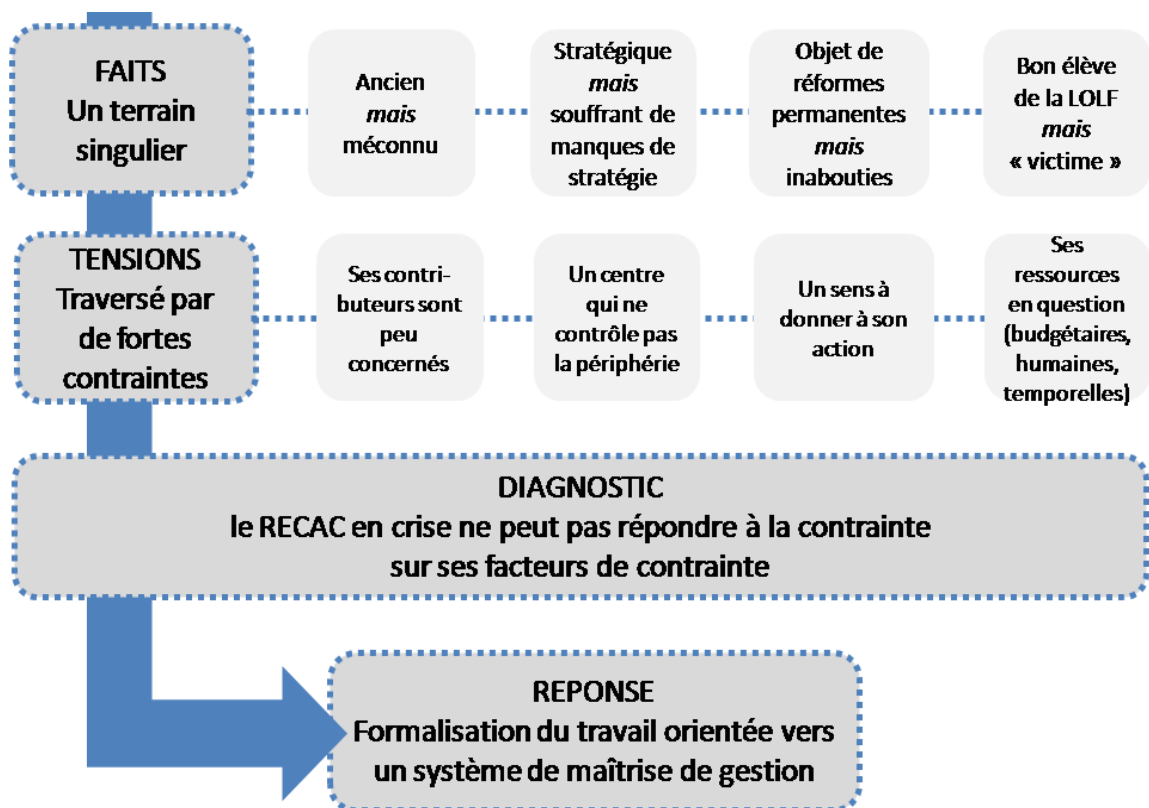 FAITS
Un terrain
singulier
Ancien
mais
méconnu
Stratégique
mais
souffrant de
manques de
stratégie
Objet de
réformes
permanentes
mais
inabouties
Bon élève
de la LOLF
mais
« victime »
TENSIONS
Traversé par
de fortes
contraintes
Ses contri-
buteurs sont
peu
concernés
Un centre
qui ne
contrôle pas
la périphérie
Un sens à
donner à son
action
Ses
ressources
en question
(budgétaires,
humaines,
temporelles)
DIAGNOSTIC
le RECAC en crise ne peut pas répondre à la contrainte
sur ses facteurs de contrainte
REPONSE
Formalisation du travail orientée vers
un système de maîtrise de gestion